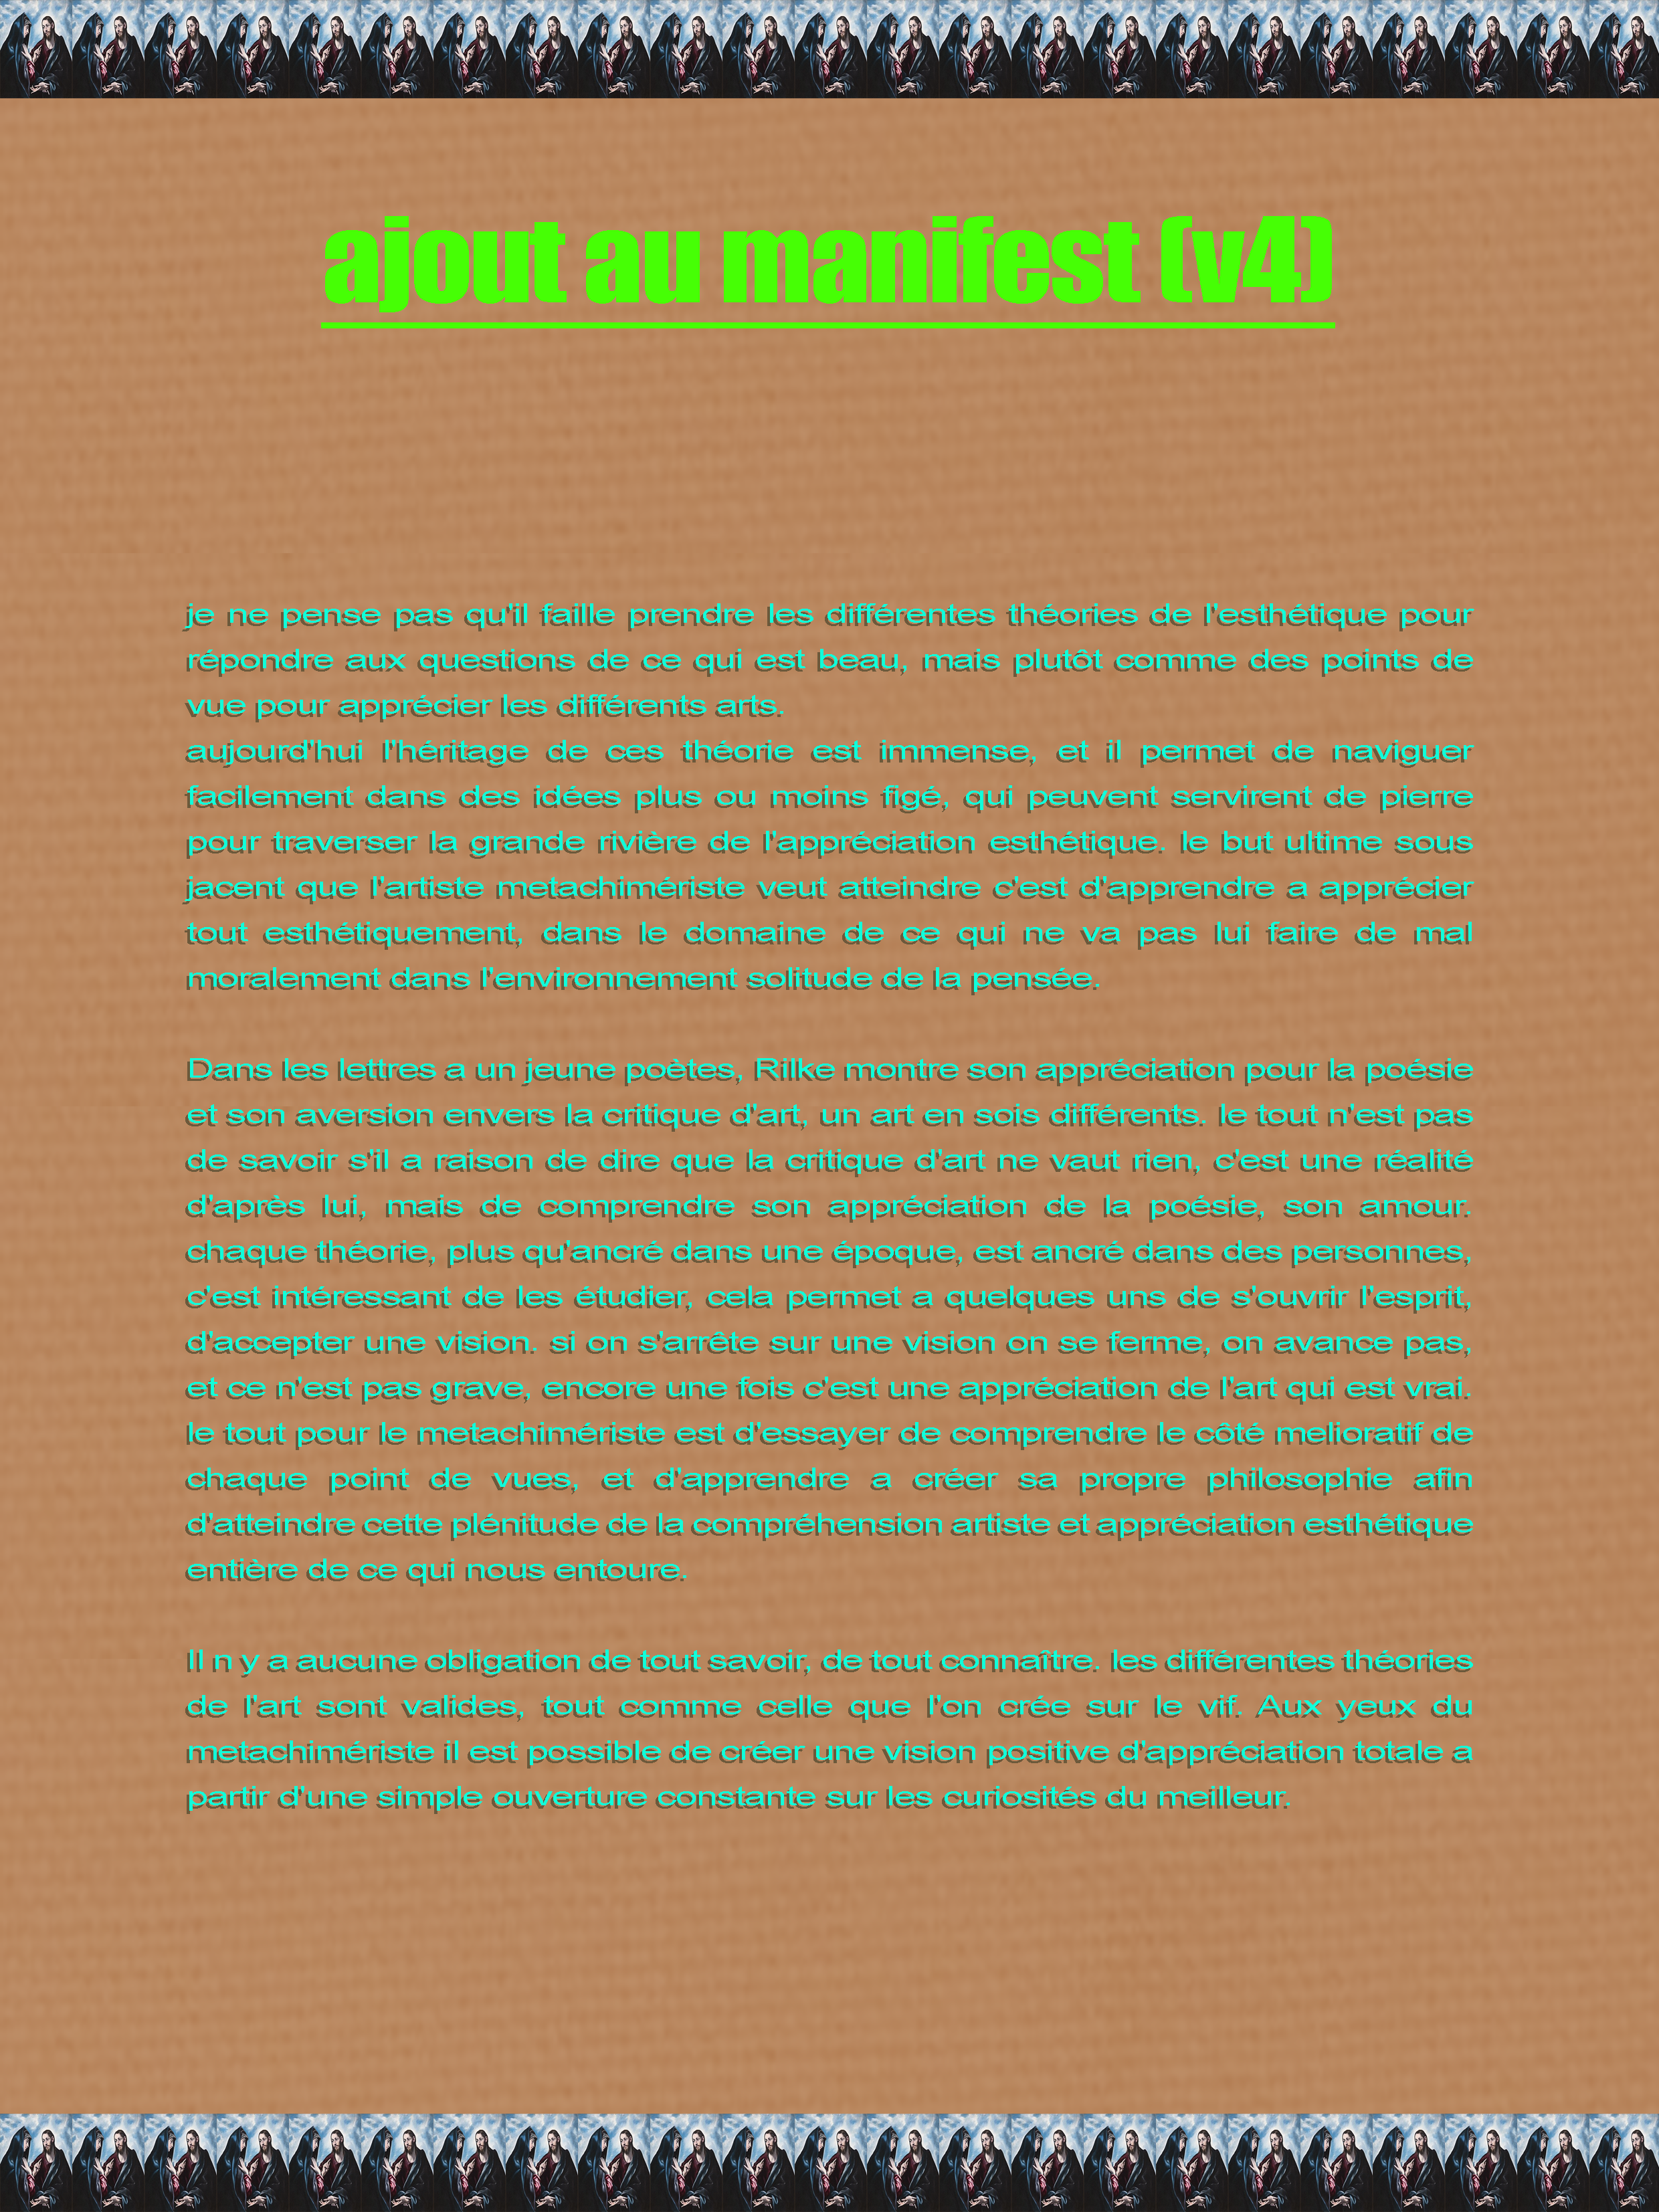 ajout au manifest (v4)
je ne pense pas qu'il faille prendre les différentes théories de l'esthétique pour
répondre aux questions de ce qui est beau, mais plutôt comme des points de
vue pour apprécier les différents arts.
aujourd'hui l'héritage de ces théorie est immense, et il permet de naviguer
facilement dans des idées plus ou moins figé, qui peuvent servirent de pierre
pour traverser la grande rivière de l'appréciation esthétique. le but ultime sous
jacent que l'artiste metachimériste veut atteindre c'est d'apprendre a apprécier
tout esthétiquement, dans le domaine de ce qui ne va pas lui faire de mal
moralement dans l'environnement solitude de la pensée.
Dans les lettres a un jeune poètes, Rilke montre son appréciation pour la poésie
et son aversion envers la critique d'art, un art en sois différents. le tout n'est pas
de savoir s'il a raison de dire que la critique d'art ne vaut rien, c'est une réalité
d'après lui, mais de comprendre son appréciation de la poésie, son amour.
chaque théorie, plus qu'ancré dans une époque, est ancré dans des personnes,
c'est intéressant de les étudier, cela permet a quelques uns de s'ouvrir l'esprit,
d'accepter une vision. si on s'arrête sur une vision on se ferme, on avance pas,
et ce n'est pas grave, encore une fois c'est une appréciation de l'art qui est vrai.
le tout pour le metachimériste est d'essayer de comprendre le côté melioratif de
chaque point de vues, et d'apprendre a créer sa propre philosophie afin
d'atteindre cette plénitude de la compréhension artiste et appréciation esthétique
entière de ce qui nous entoure.
Il n y a aucune obligation de tout savoir, de tout connaître. les différentes théories
de l'art sont valides, tout comme celle que l'on crée sur le vif. Aux yeux du
metachimériste il est possible de créer une vision positive d'appréciation totale a
partir d'une simple ouverture constante sur les curiosités du meilleur.